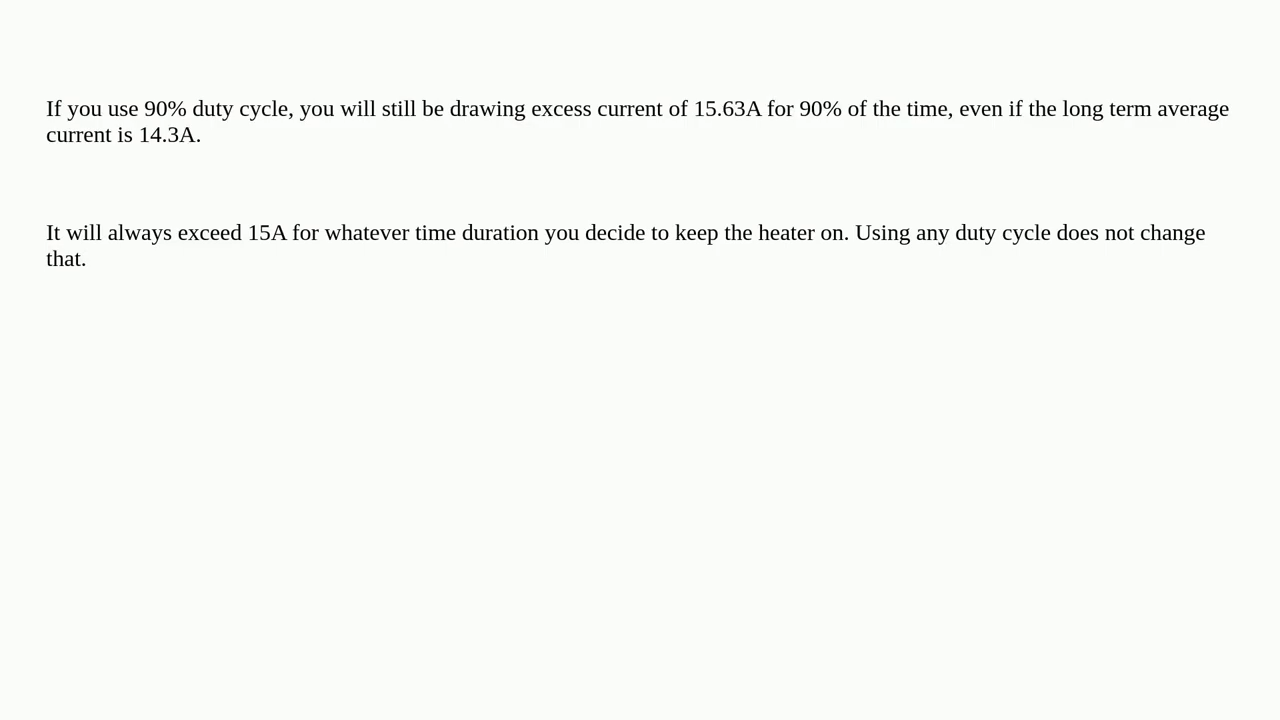 If you use 90% duty cycle, you will still be drawing excess current of 15.63A for 90% of the time, even if the long term average
current is 14.3A.
It will always exceed 15A for whatever time duration you decide to keep the heater on. Using any duty cycle does not change
that.